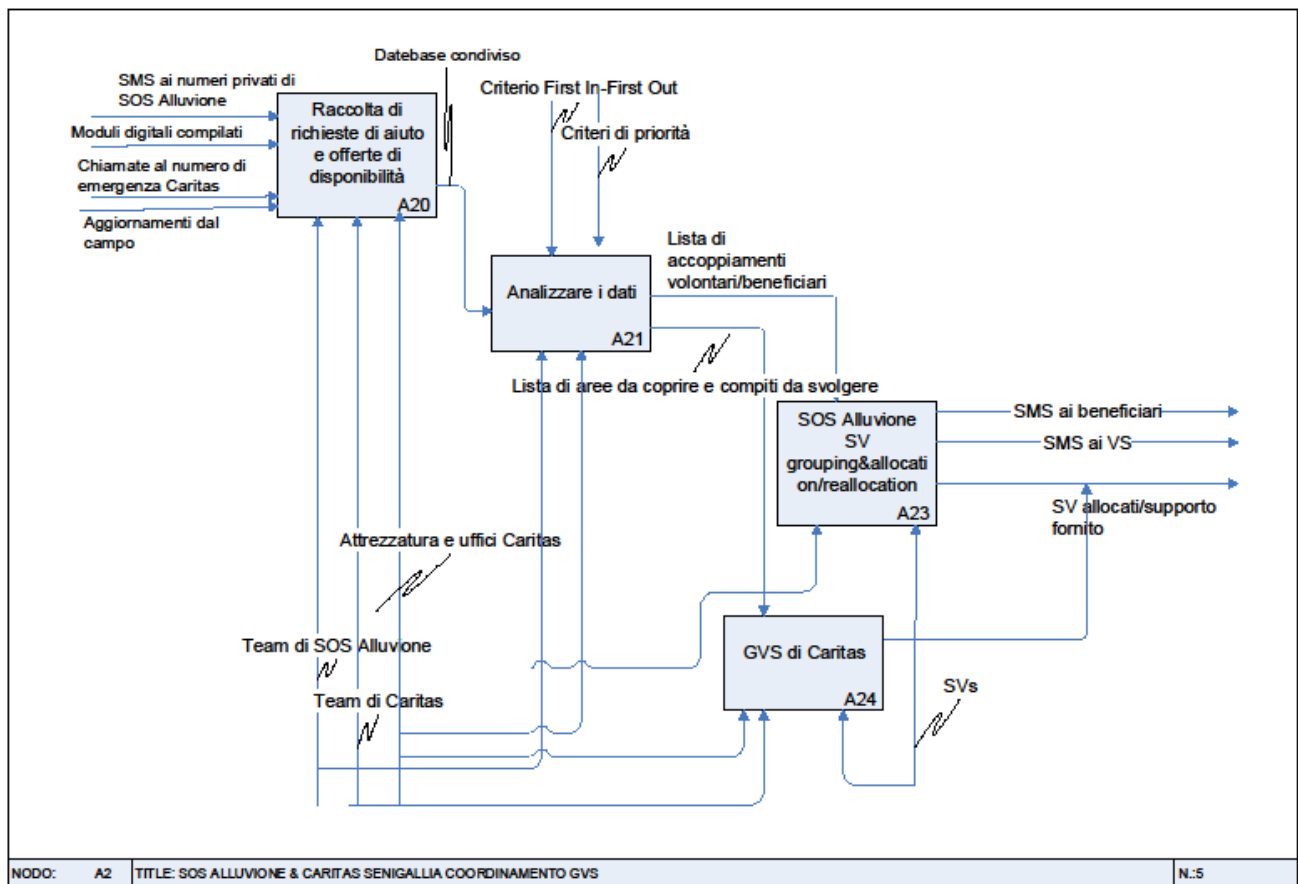 Datebase condiviso
SMS ai numeri privati di
SOS Alluvione
Moduli digitali compilati
Chiamate al numero di
emergenza Caritas
Aggiornamenti dal
campo
Raccolta di
richieste di aiuto
e offerte di
disponibilità
A20
Criterio First In-First Out
Criteri di priorità
Analizzare i dati
A21
Lista di
accoppiamenti
volontari/beneficiari
Lista di aree da coprire e compiti da svolgere
SOS Alluvione
SV
grouping&allocati
on/reallocation
A23
SMS ai beneficiari
SMS ai VS
SV allocati/supporto
fornito
Attrezzatura e uffici Caritas
Team di SOS Alluvione
Team di Caritas
GVS di Caritas
A24
SVs
NODO: A2 TITLE: SOS ALLUVIONE & CARITAS SENIGALLIA COORDINAMENTO GVS N.:5